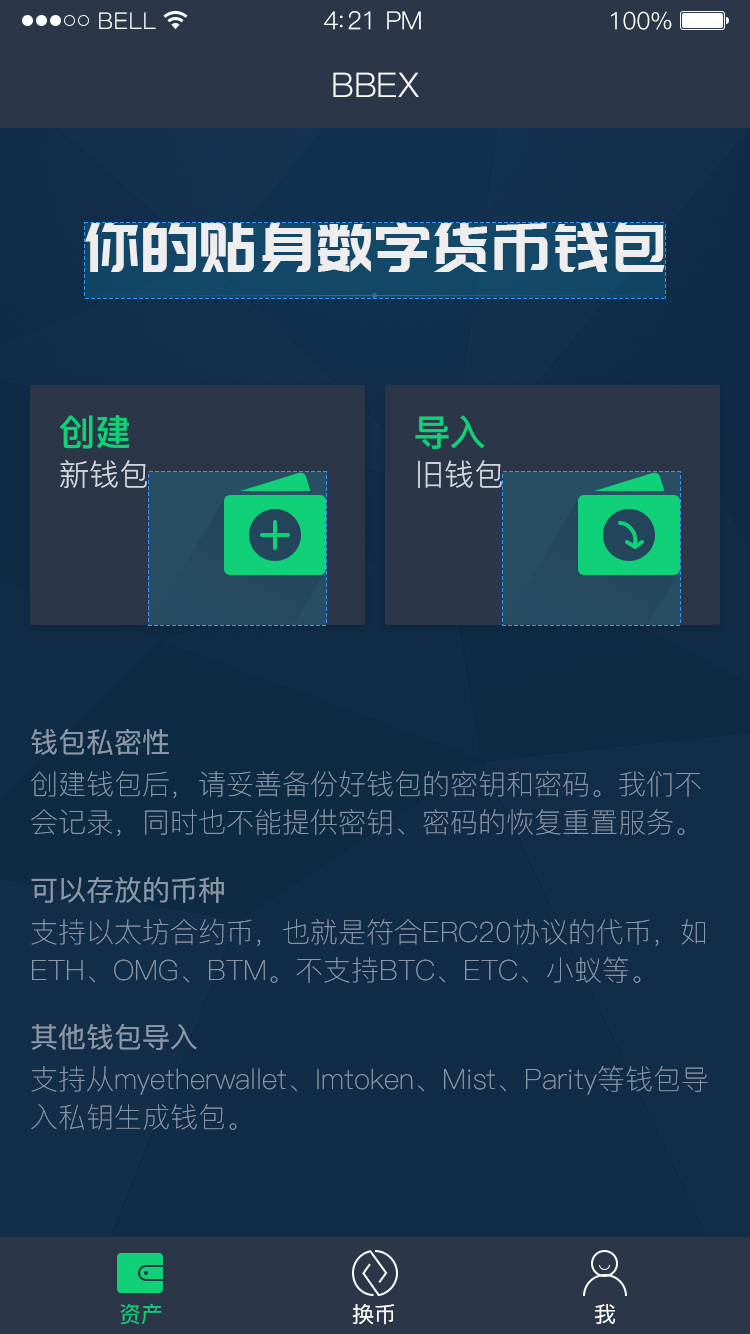 BELL 4:21 PM 100%
BBEX
你的贴身数字货币钱包
创建
新钱包
导入
旧钱包
钱包私密性
创建钱包后，请妥善备份好钱包的密钥和密码。我们不
会记录，同时也不能提供密钥、密码的恢复重置服务。
可以存放的币种
支持以太坊合约币，也就是符合ERC20协议的代币，如
ETH、OMG、BTM。不支持BTC、ETC、小蚁等。
其他钱包导入
支持从myetherwallet、Imtoken、Mist、Parity等钱包导
入私钥生成钱包。
资产 换币 我